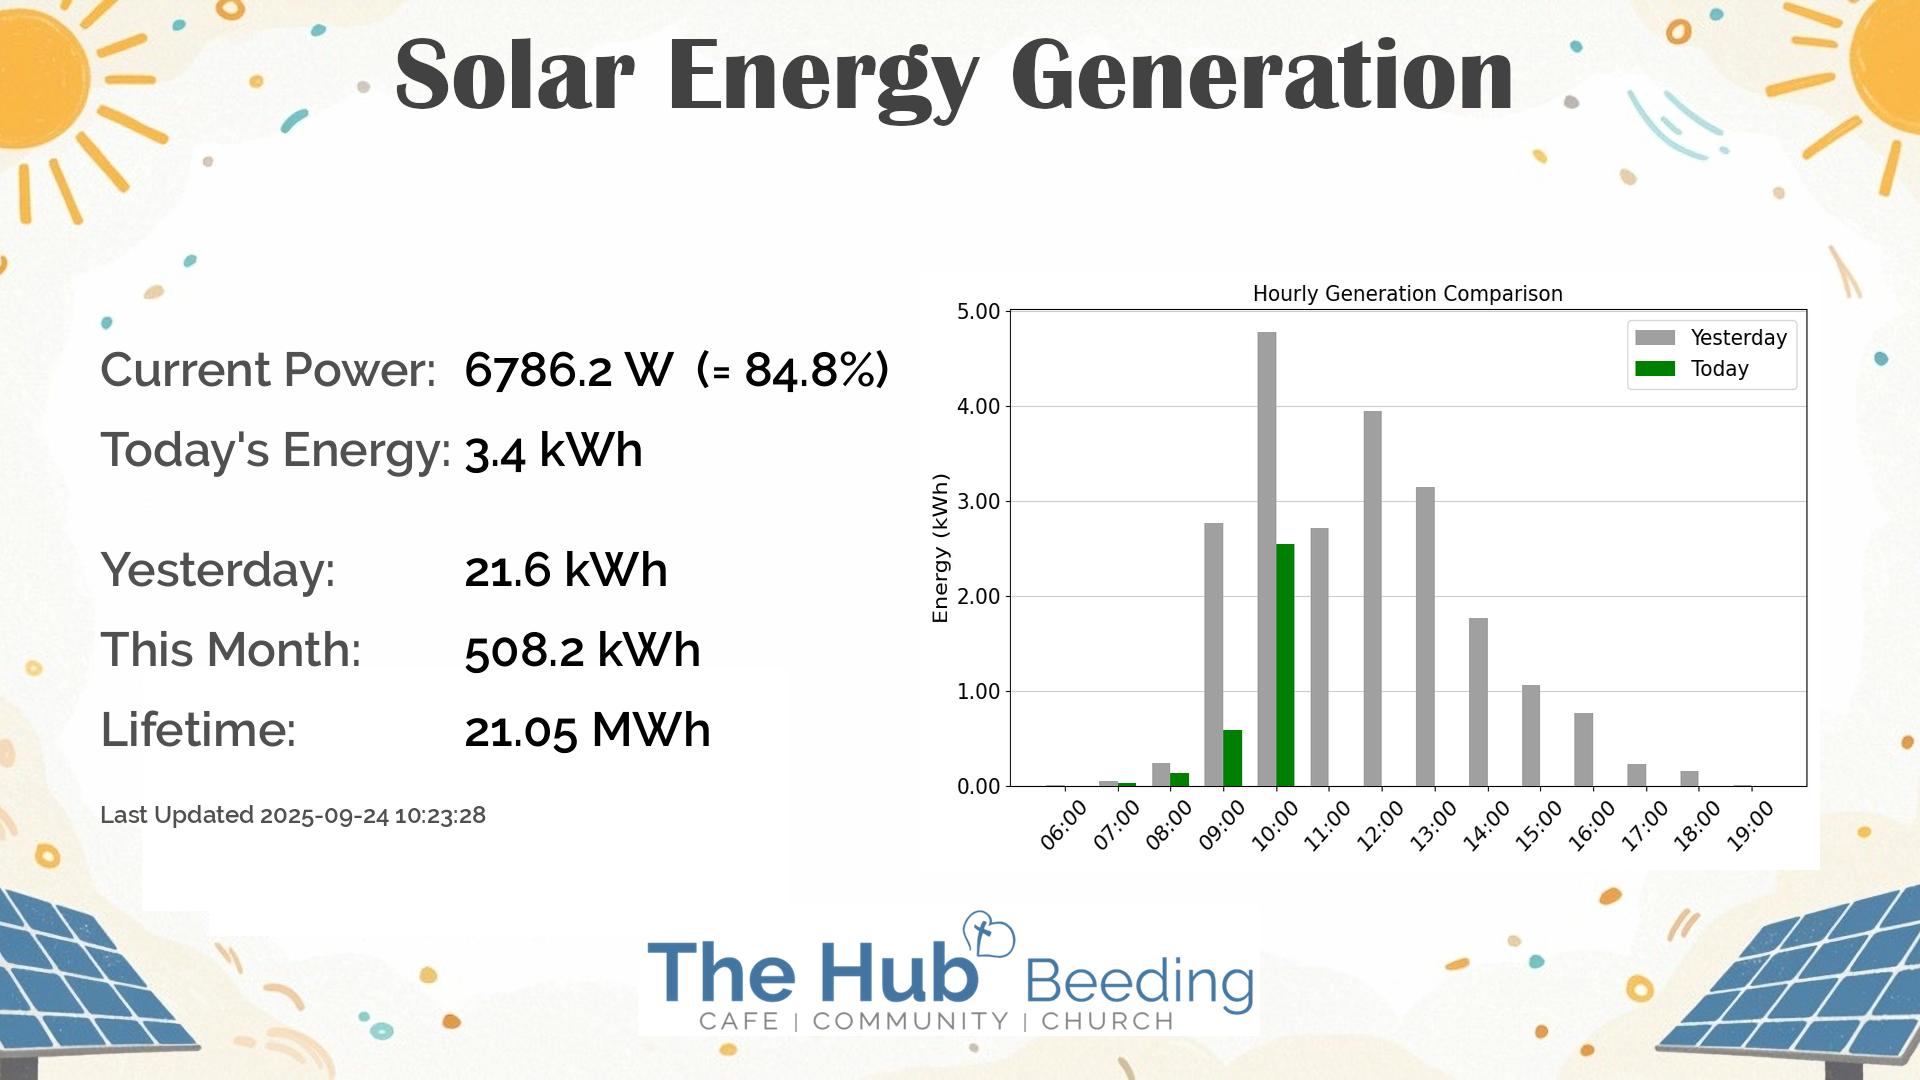 Solar Energy Generation
Current Power: 6786.2 W (= 84.8%)
Today's Energy: 3.4 kWh
Yesterday: 21.6 kWh
This Month: 508.2 kWh
Lifetime: 21.05 MWh
Last Updated 2025-09-24 10:23:28
Hourly Generation Comparison
Yesterday
Today
Energy (kWh)
5.00
4.00
3.00
2.00
1.00
0.00
06:00 07:00 08:00 09:00 10:00 11:00 12:00 13:00 14:00 15:00 16:00 17:00 18:00 19:00
The Hub Beeding
CAFE | COMMUNITY | CHURCH